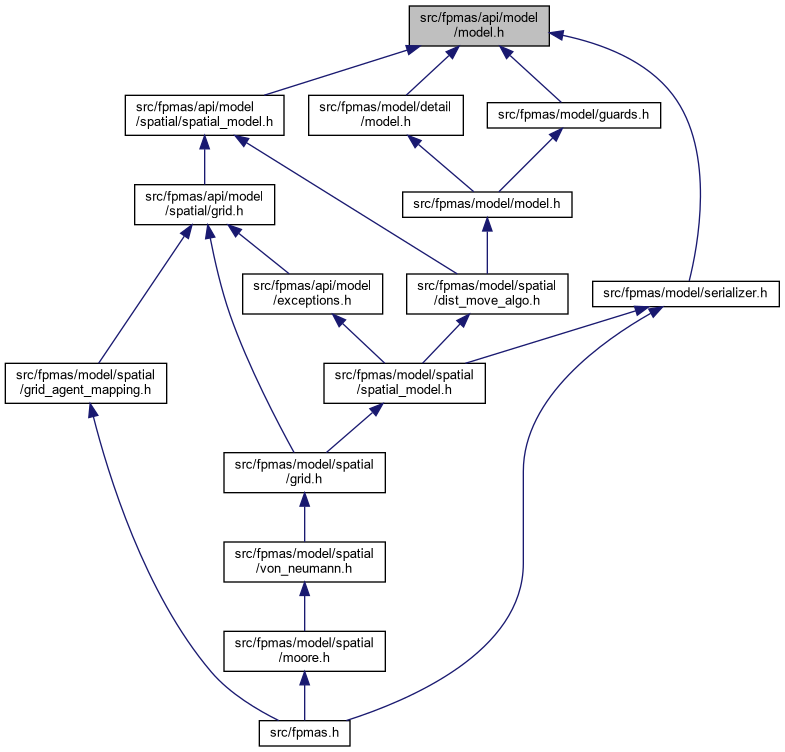 src/fpmas/api/model
/model.h
src/fpmas/api/model
/spatial/spatial_model.h
src/fpmas/model/detail
/model.h
src/fpmas/model/guards.h
src/fpmas/api/model
/spatial/grid.h
src/fpmas/model/model.h
src/fpmas/api/model
/exceptions.h
src/fpmas/model/spatial
/dist_move_algo.h
src/fpmas/model/serializer.h
src/fpmas/model/spatial
/grid_agent_mapping.h
src/fpmas/model/spatial
/spatial_model.h
src/fpmas/model/spatial
/grid.h
src/fpmas/model/spatial
/von_neumann.h
src/fpmas/model/spatial
/moore.h
src/fpmas.h